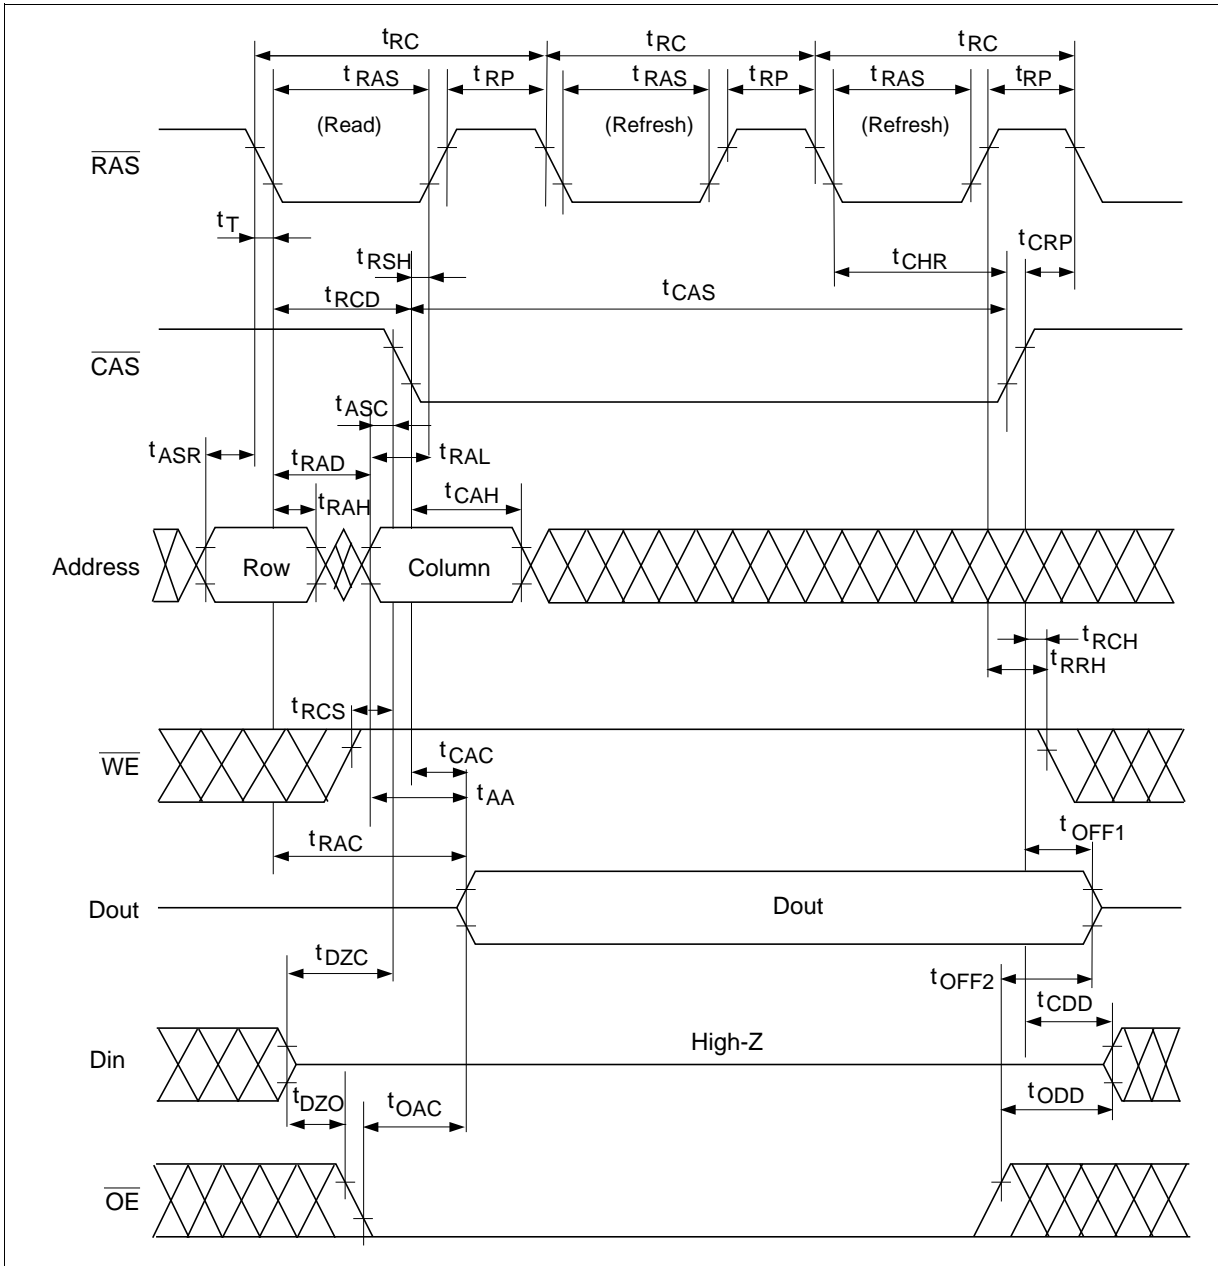 tRC tRC tRC
tRAS tRP tRAS tRP tRAS tRP
(Read) (Refresh) (Refresh)
RAS
tT
tRSH tCHR tCRP
tRCD tCAS
CAS
tASC
tASR tRAD tRAL
tRAH tCAH
Address Row Column
tRCH
tRRH
tRCS
WE
tCAC
tAA
tRAC tOFF1
Dout Dout
tDZC tOFF2
tCDD
Din High-Z
tDZO tOAC tODD
OE